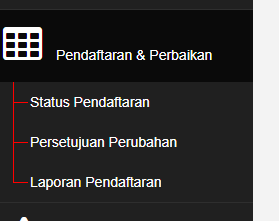 Pendaftaran & Perbaikan
Status Pendaftaran
Persetujuan Perubahan
Laporan Pendaftaran